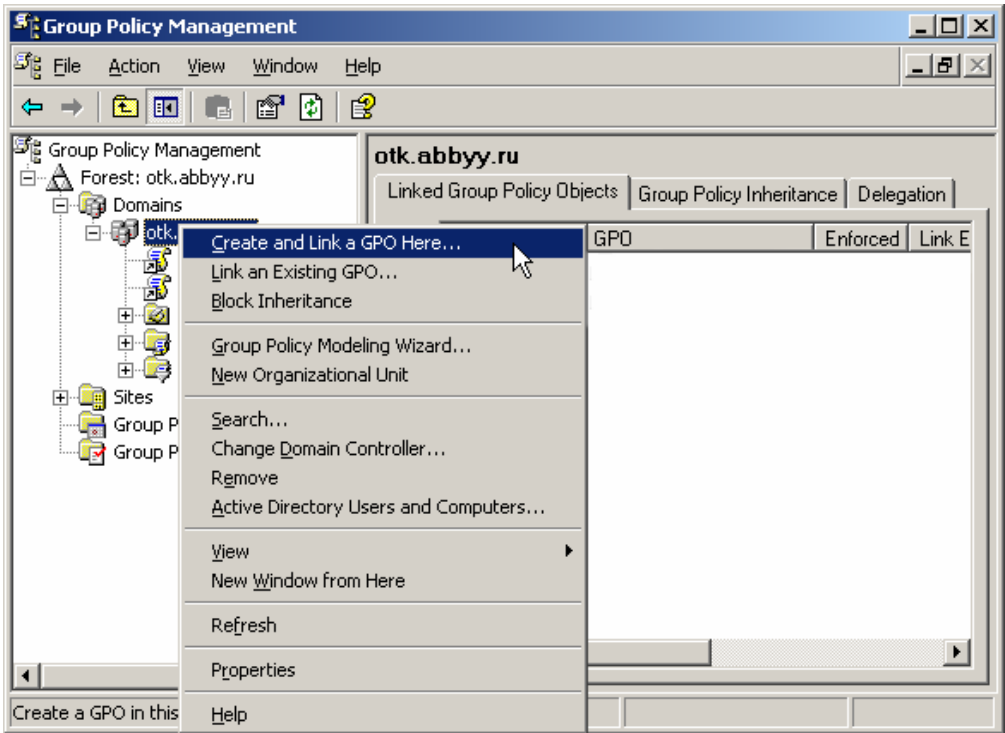 Group Policy Management
File Action View Window Help
Group Policy Management
Forest: otk.abbyy.ru
Domains
otk.
Sites
Group P
Group P
otk.abbyy.ru
Linked Group Policy Objects Group Policy Inheritance Delegation
GPO Enforced Link E
Create and Link a GPO Here...
Link an Existing GPO...
Block Inheritance
Group Policy Modeling Wizard...
New Organizational Unit
Search...
Change Domain Controller...
Remove
Active Directory Users and Computers...
View
New Window from Here
Refresh
Properties
Help
Create a GPO in this